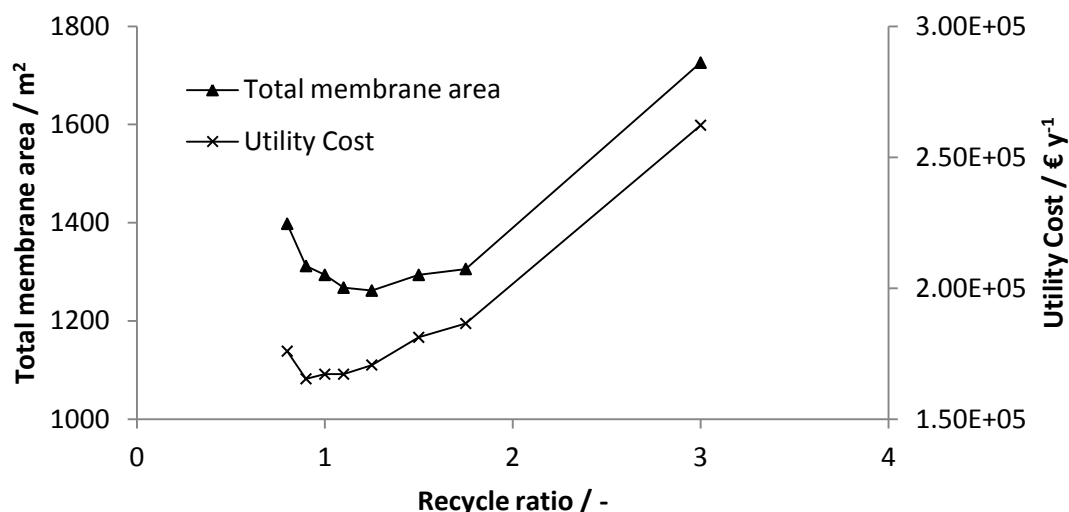 1800
1600
1400
1200
1000
Total membrane area / m²
Total membrane area
Utility Cost
3.00E+05
2.50E+05
2.00E+05
1.50E+05
Utility Cost / € y⁻¹
0 1 2 3 4
Recycle ratio / -